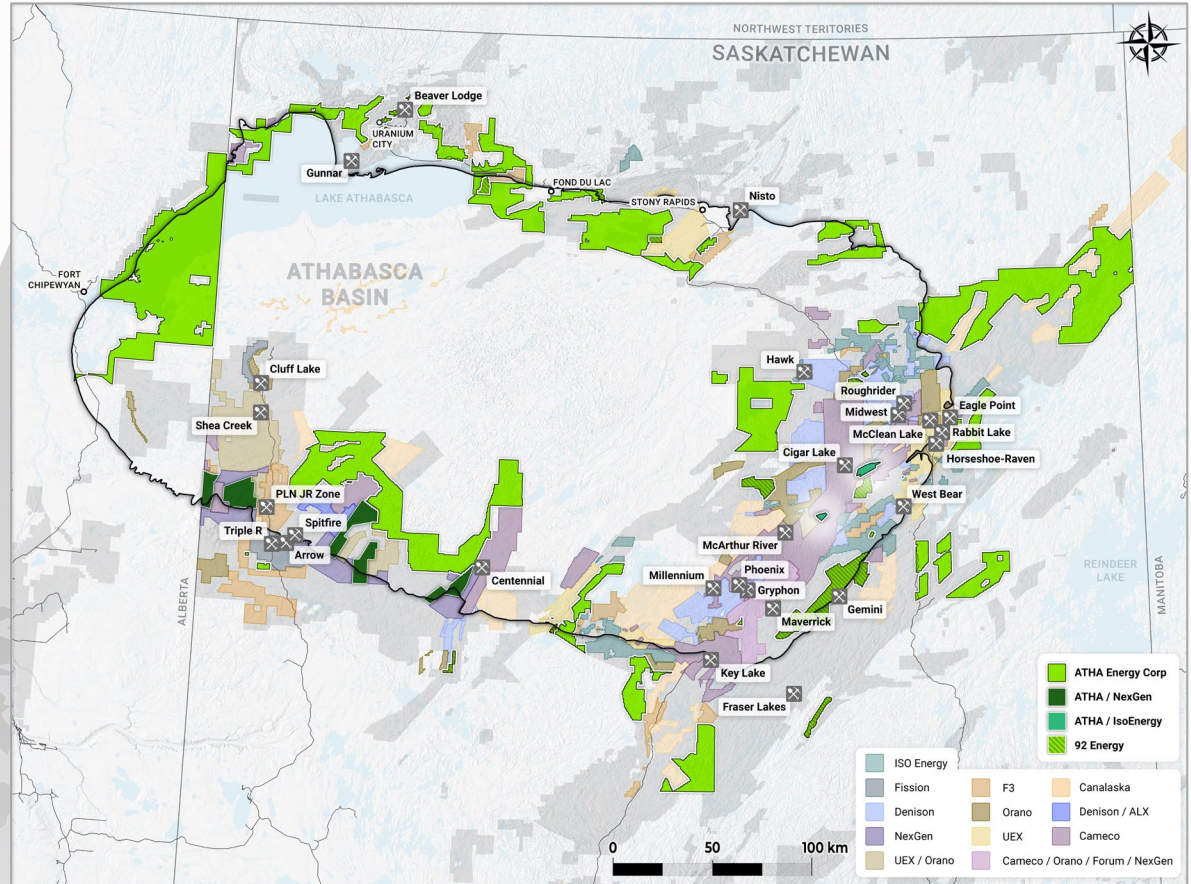 NORTHWEST TERITORIES
SASKATCHEWAN
Beaver Lodge
URANIUM
CITY
Gunnar
LAKE ATHABASCA
FOND DU LAC
STONY RAPIDS
Nisto
FORT
CHIPEWYAN
ATHABASCA
BASIN
Cluff Lake
Shea Creek
Hawk
Roughrider
Midwest
Eagle Point
McClean Lake
Rabbit Lake
Horseshoe-Raven
Cigar Lake
West Bear
PLN JR Zone
Triple R
Spitfire
Arrow
Centennial
McArthur River
Millennium
Phoenix
Gryphon
Gemini
Maverrick
Key Lake
Fraser Lakes
ALBERTA
REINDEER
LAKE
MANITOBA
ATHA Energy Corp
ATHA / NexGen
ATHA / IsoEnergy
92 Energy
ISO Energy
Fission
F3
Canalaska
Denison
Orano
Denison / ALX
NexGen
UEX
Cameco
UEX / Orano
Cameco / Orano / Forum / NexGen
0 50 100 km